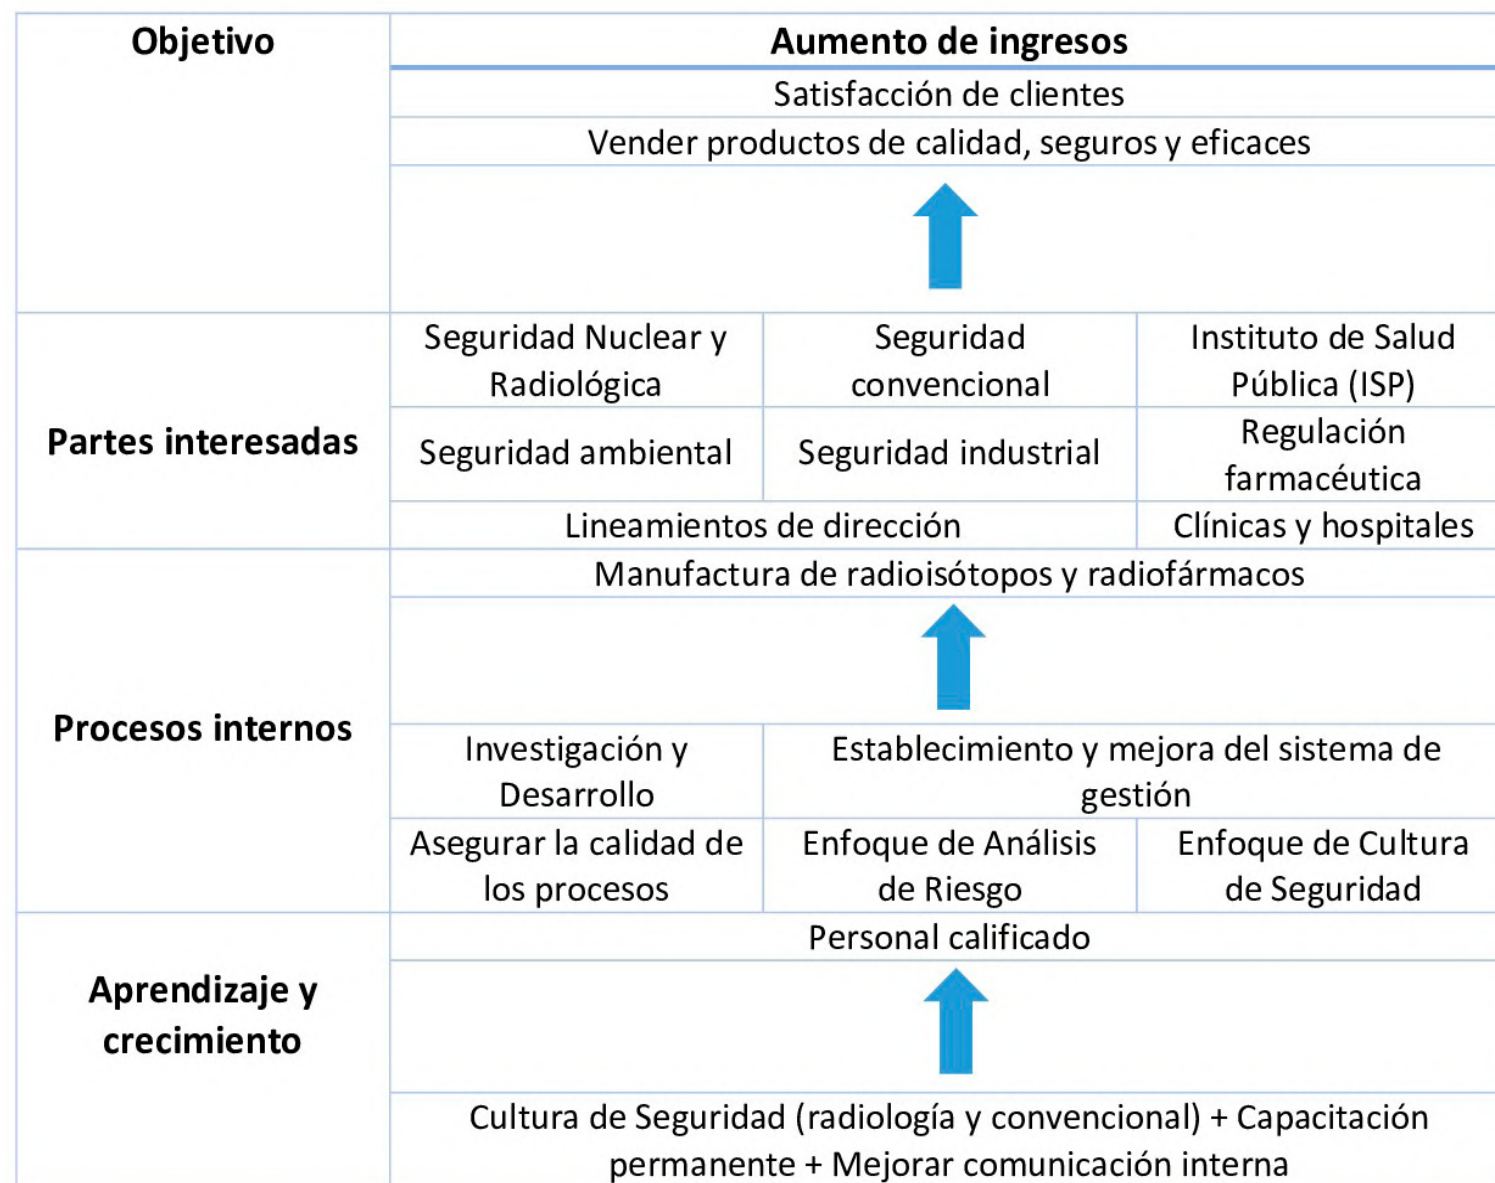 Objetivo
Aumento de ingresos
Satisfacción de clientes
Vender productos de calidad, seguros y eficaces
Partes interesadas
Seguridad Nuclear y
Radiológica
Seguridad
convencional
Instituto de Salud
Pública (ISP)
Seguridad ambiental
Seguridad industrial
Regulación
farmacéutica
Lineamientos de dirección
Clínicas y hospitales
Procesos internos
Manufactura de radioisótopos y radiofármacos
Investigación y
Desarrollo
Establecimiento y mejora del sistema de
gestión
Asegurar la calidad de
los procesos
Enfoque de Análisis
de Riesgo
Enfoque de Cultura
de Seguridad
Aprendizaje y
crecimiento
Personal calificado
Cultura de Seguridad (radiología y convencional) + Capacitación
permanente + Mejorar comunicación interna